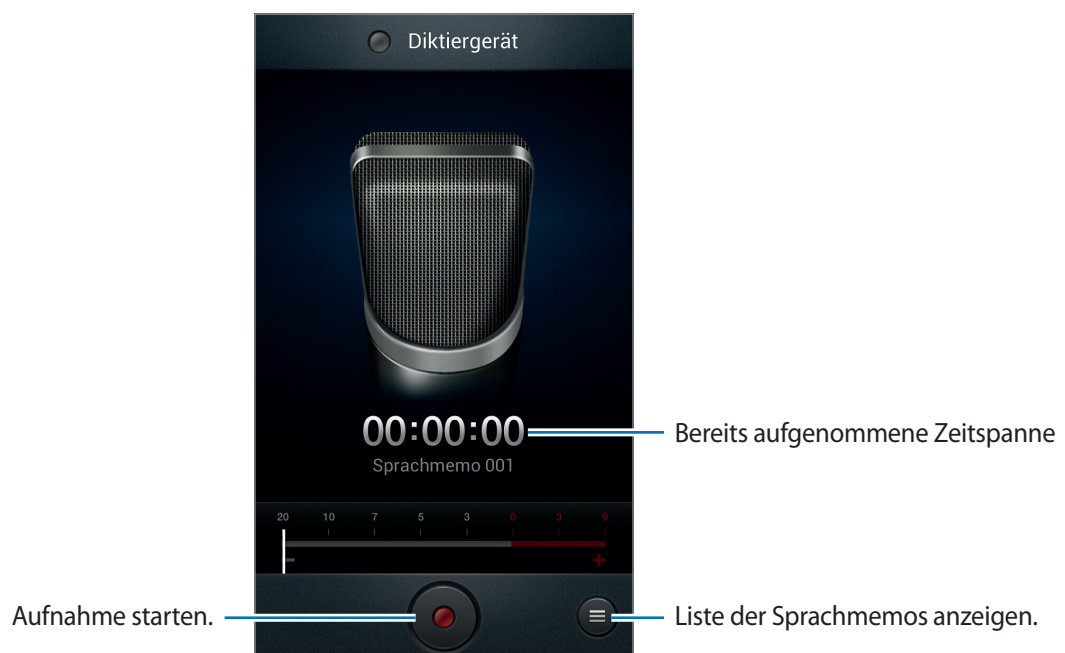 Diktiergerät
00:00:00
Bereits aufgenommene Zeitspanne
Sprachmemo 001
20 10 7 5 3 0 3 9
- +
Aufnahme starten.
Liste der Sprachmemos anzeigen.